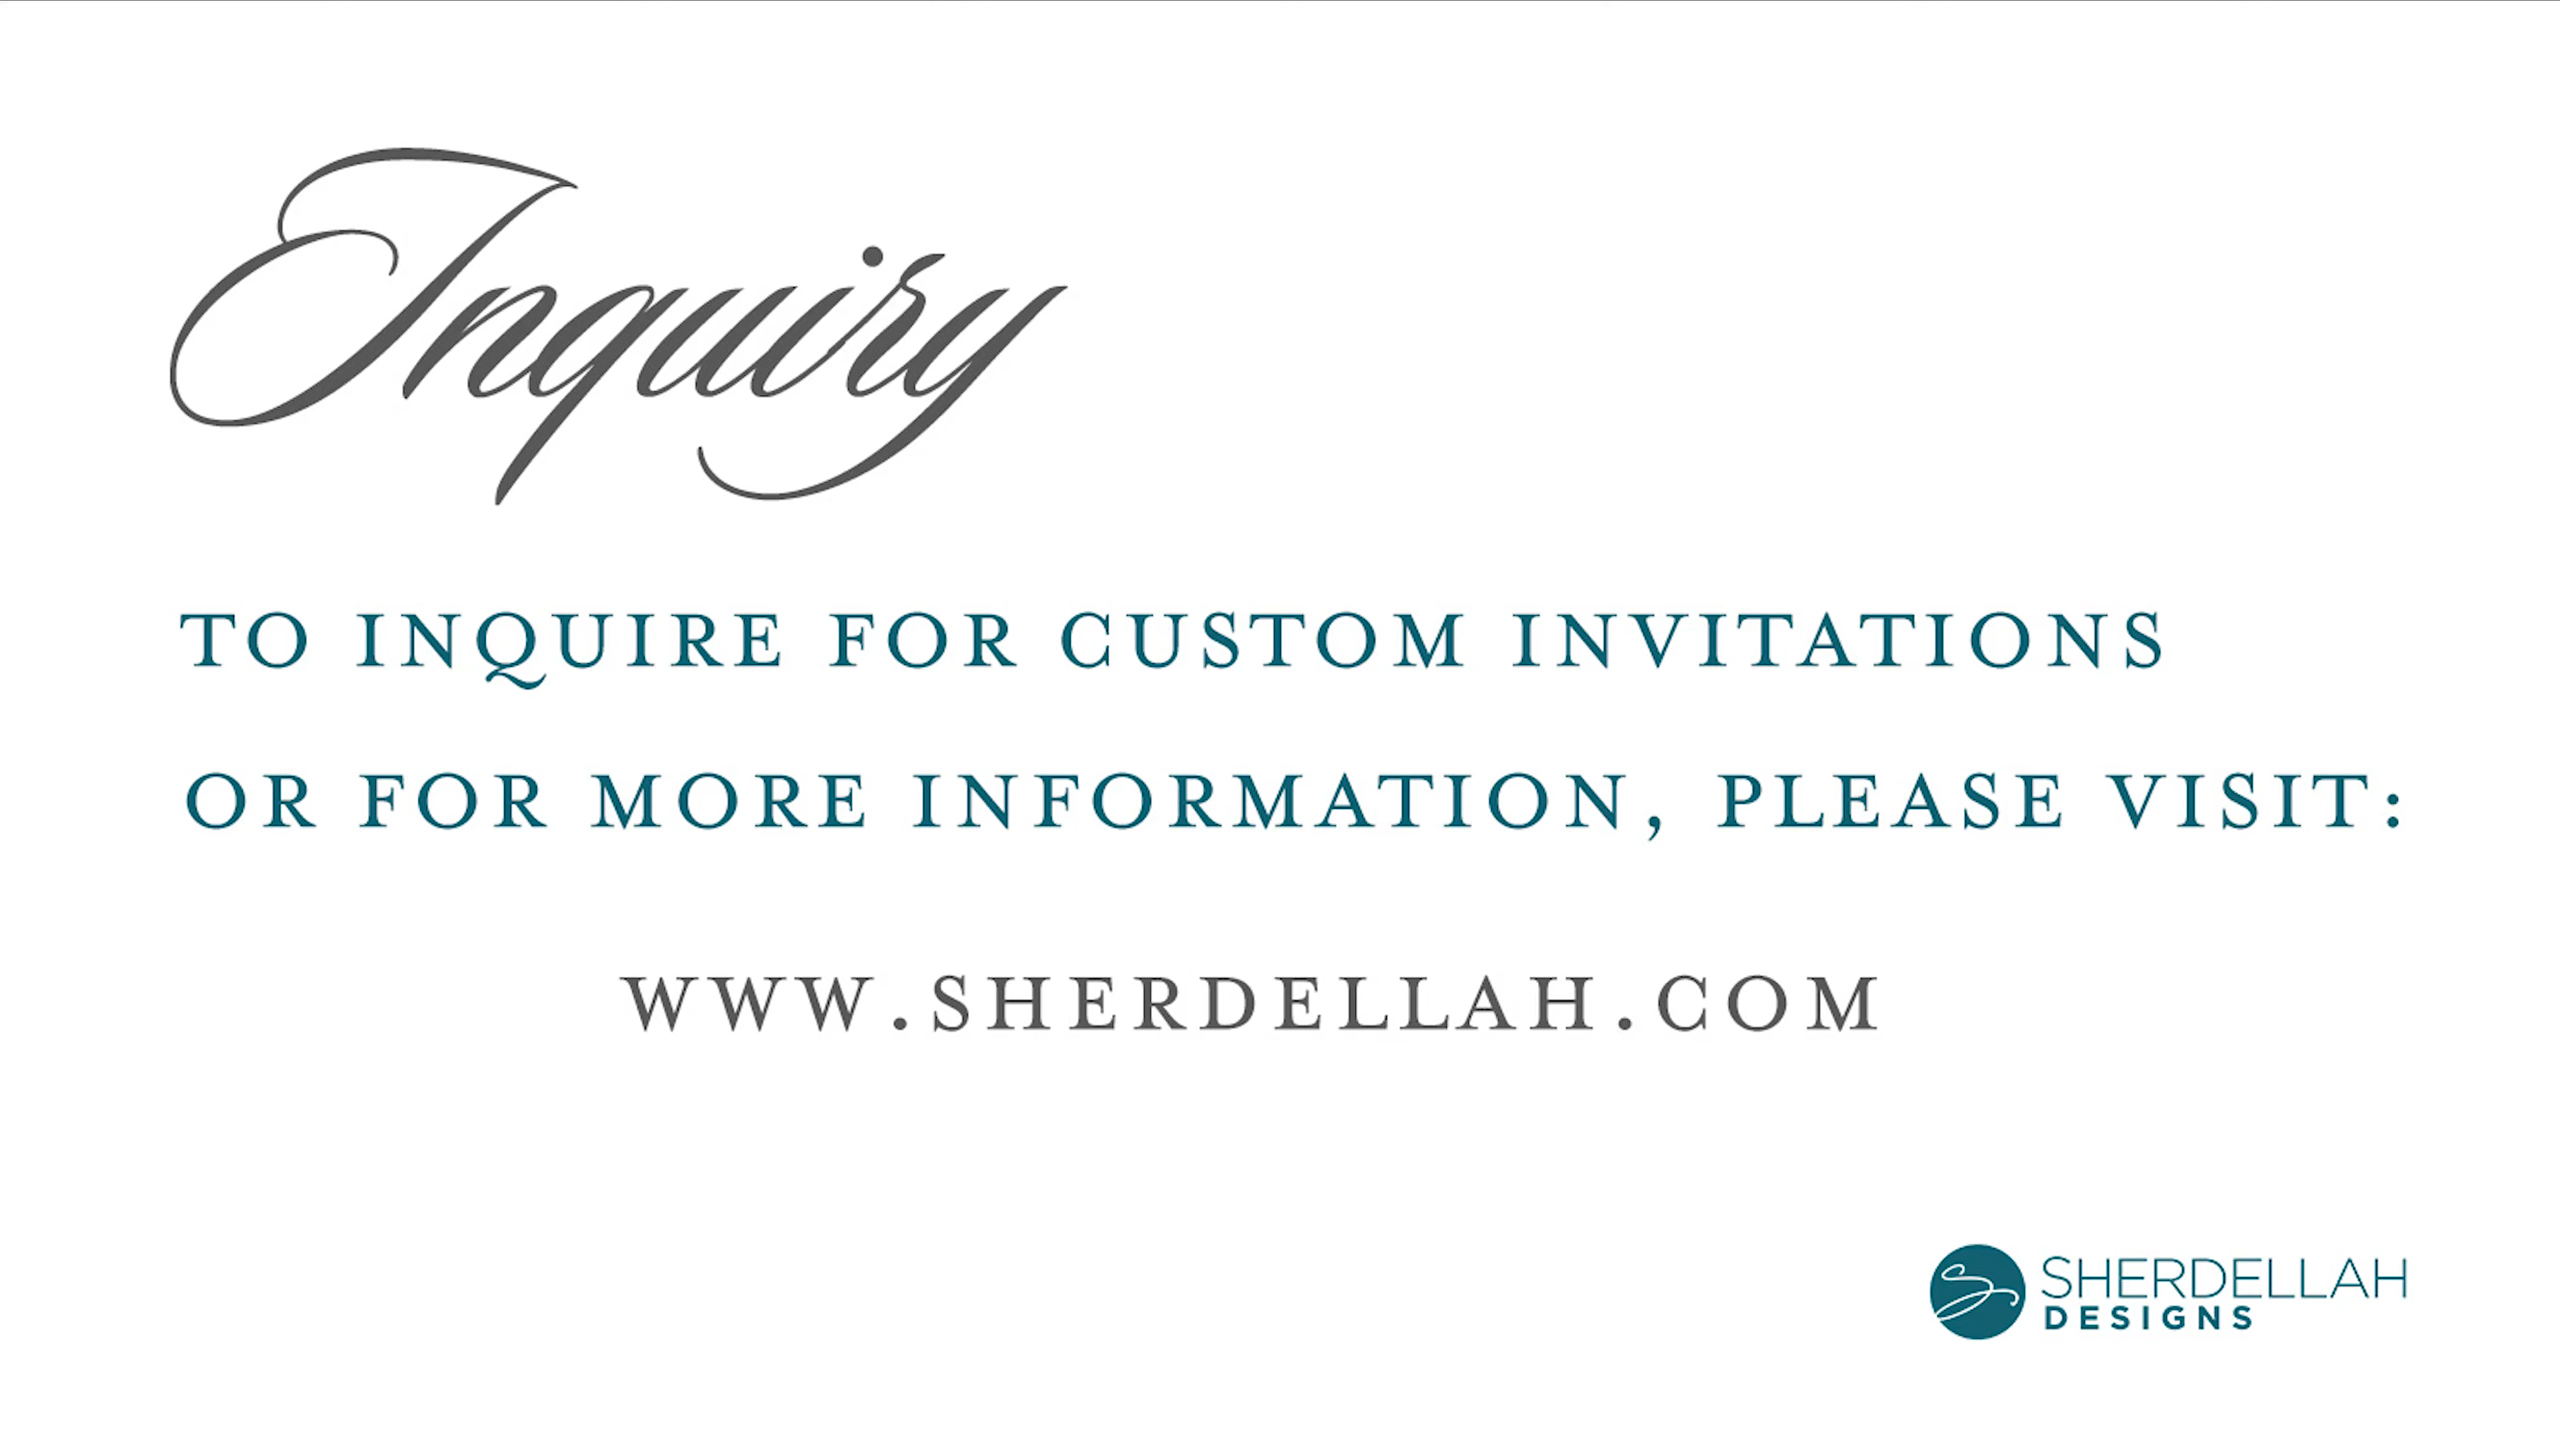 Inquiry
TO INQUIRE FOR CUSTOM INVITATIONS
OR FOR MORE INFORMATION, PLEASE VISIT:
WWW.SHERDELLAH.COM
SHERDELLAH
DESIGNS